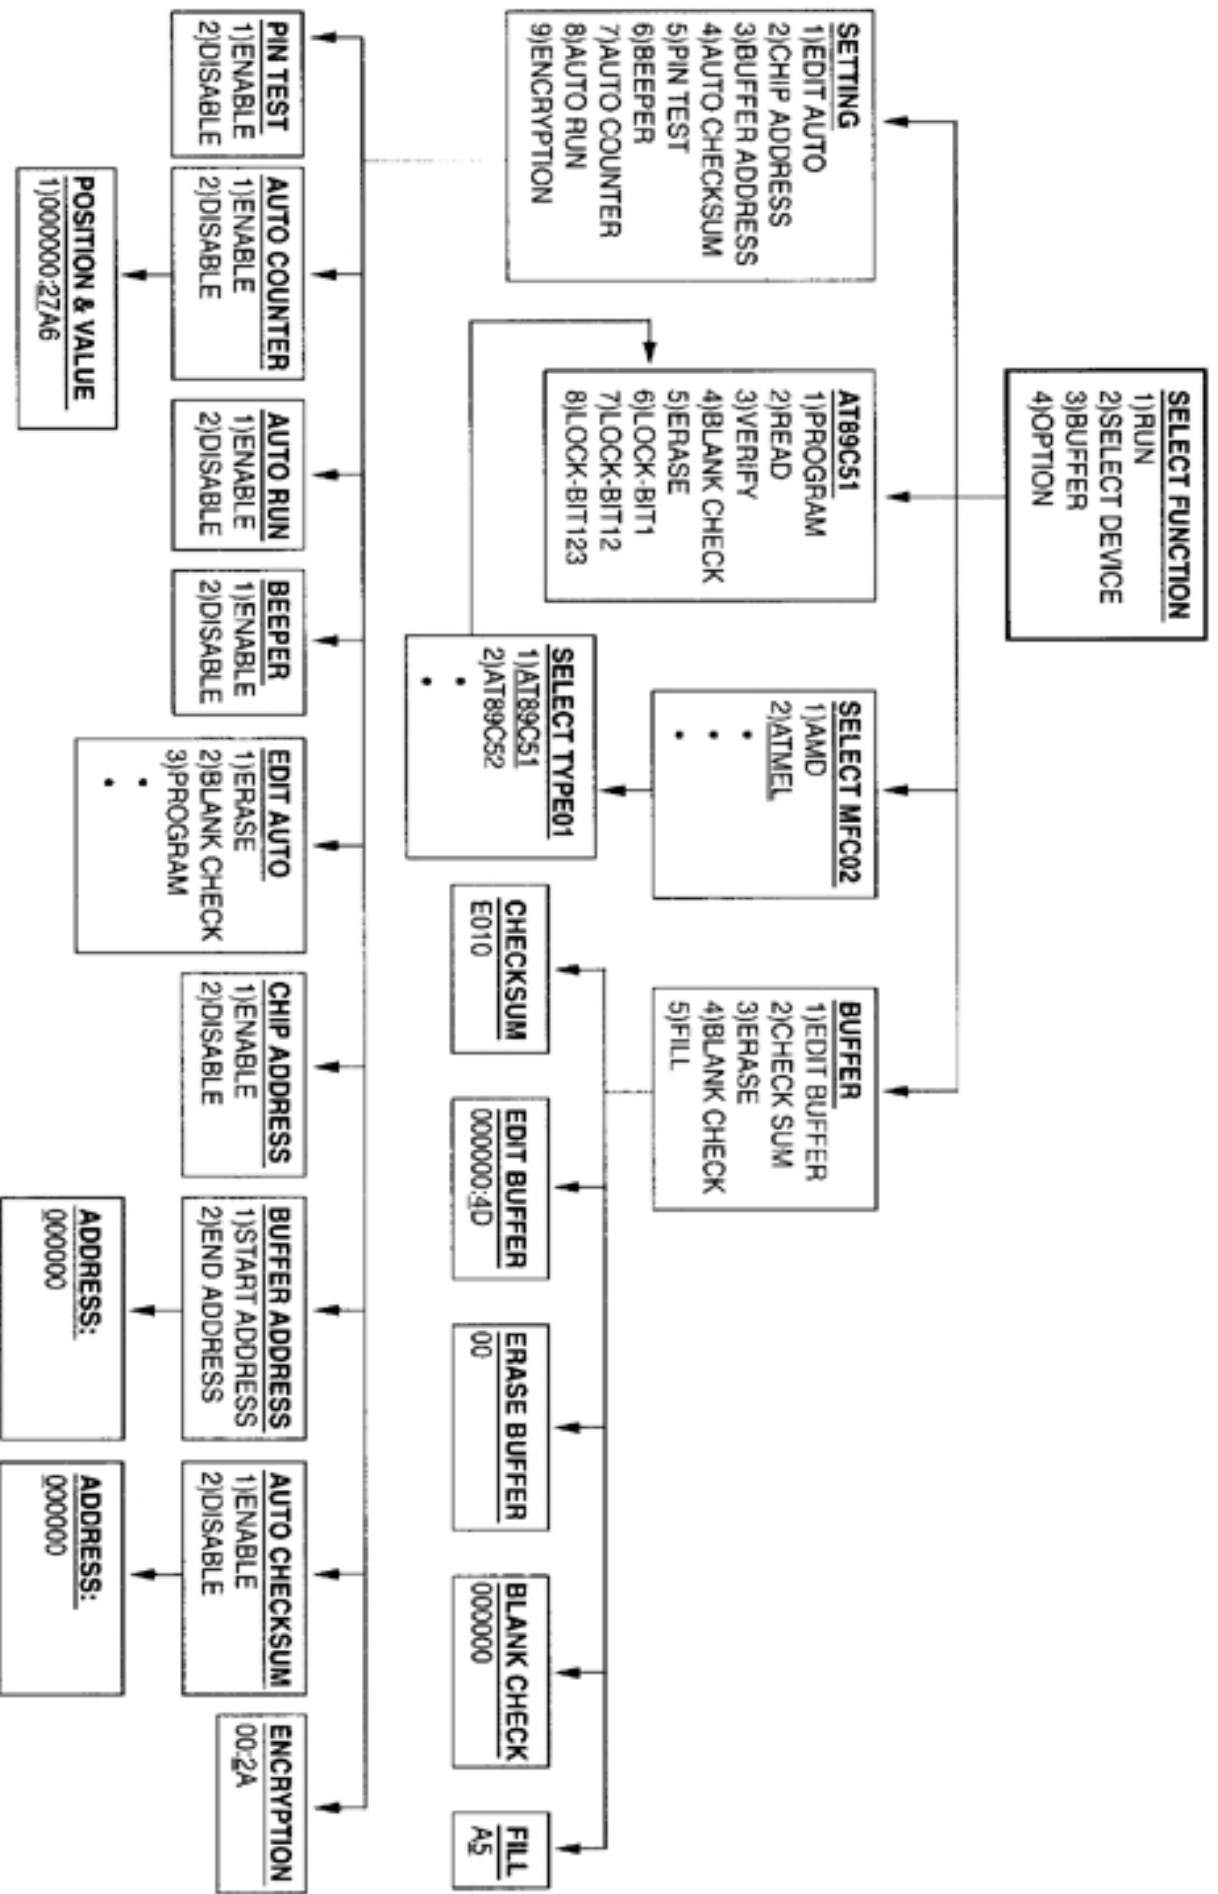 SELECT FUNCTION
1)RUN
2)SELECT DEVICE
3)BUFFER
4)OPTION
SETTING
1)EDIT AUTO
2)CHIP ADDRESS
3)BUFFER ADDRESS
4)AUTO CHECKSUM
5)PIN TEST
6)BEEPER
7)AUTO COUNTER
8)AUTO RUN
9)ENCRYPTION
AT89C51
1)PROGRAM
2)READ
3)VERIFY
4)BLANK CHECK
5)ERASE
6)LOCK-BIT1
7)LOCK-BIT12
8)LOCK-BIT123
SELECT MFC02
1)AMD
2)ATMEL
BUFFER
1)EDIT BUFFER
2)CHECK SUM
3)ERASE
4)BLANK CHECK
5)FILL
SELECT TYPE01
1)AT89C51
2)AT89C52
CHECKSUM
E010
EDIT BUFFER
000000:4D
ERASE BUFFER
00
BLANK CHECK
000000
FILL
A5
PIN TEST
1)ENABLE
2)DISABLE
AUTO COUNTER
1)ENABLE
2)DISABLE
AUTO RUN
1)ENABLE
2)DISABLE
BEEPER
1)ENABLE
2)DISABLE
EDIT AUTO
1)ERASE
2)BLANK CHECK
3)PROGRAM
CHIP ADDRESS
1)ENABLE
2)DISABLE
BUFFER ADDRESS
1)START ADDRESS
2)END ADDRESS
AUTO CHECKSUM
1)ENABLE
2)DISABLE
ENCRYPTION
00:2A
POSITION & VALUE
1)000000:27A6
ADDRESS:
000000
ADDRESS:
000000